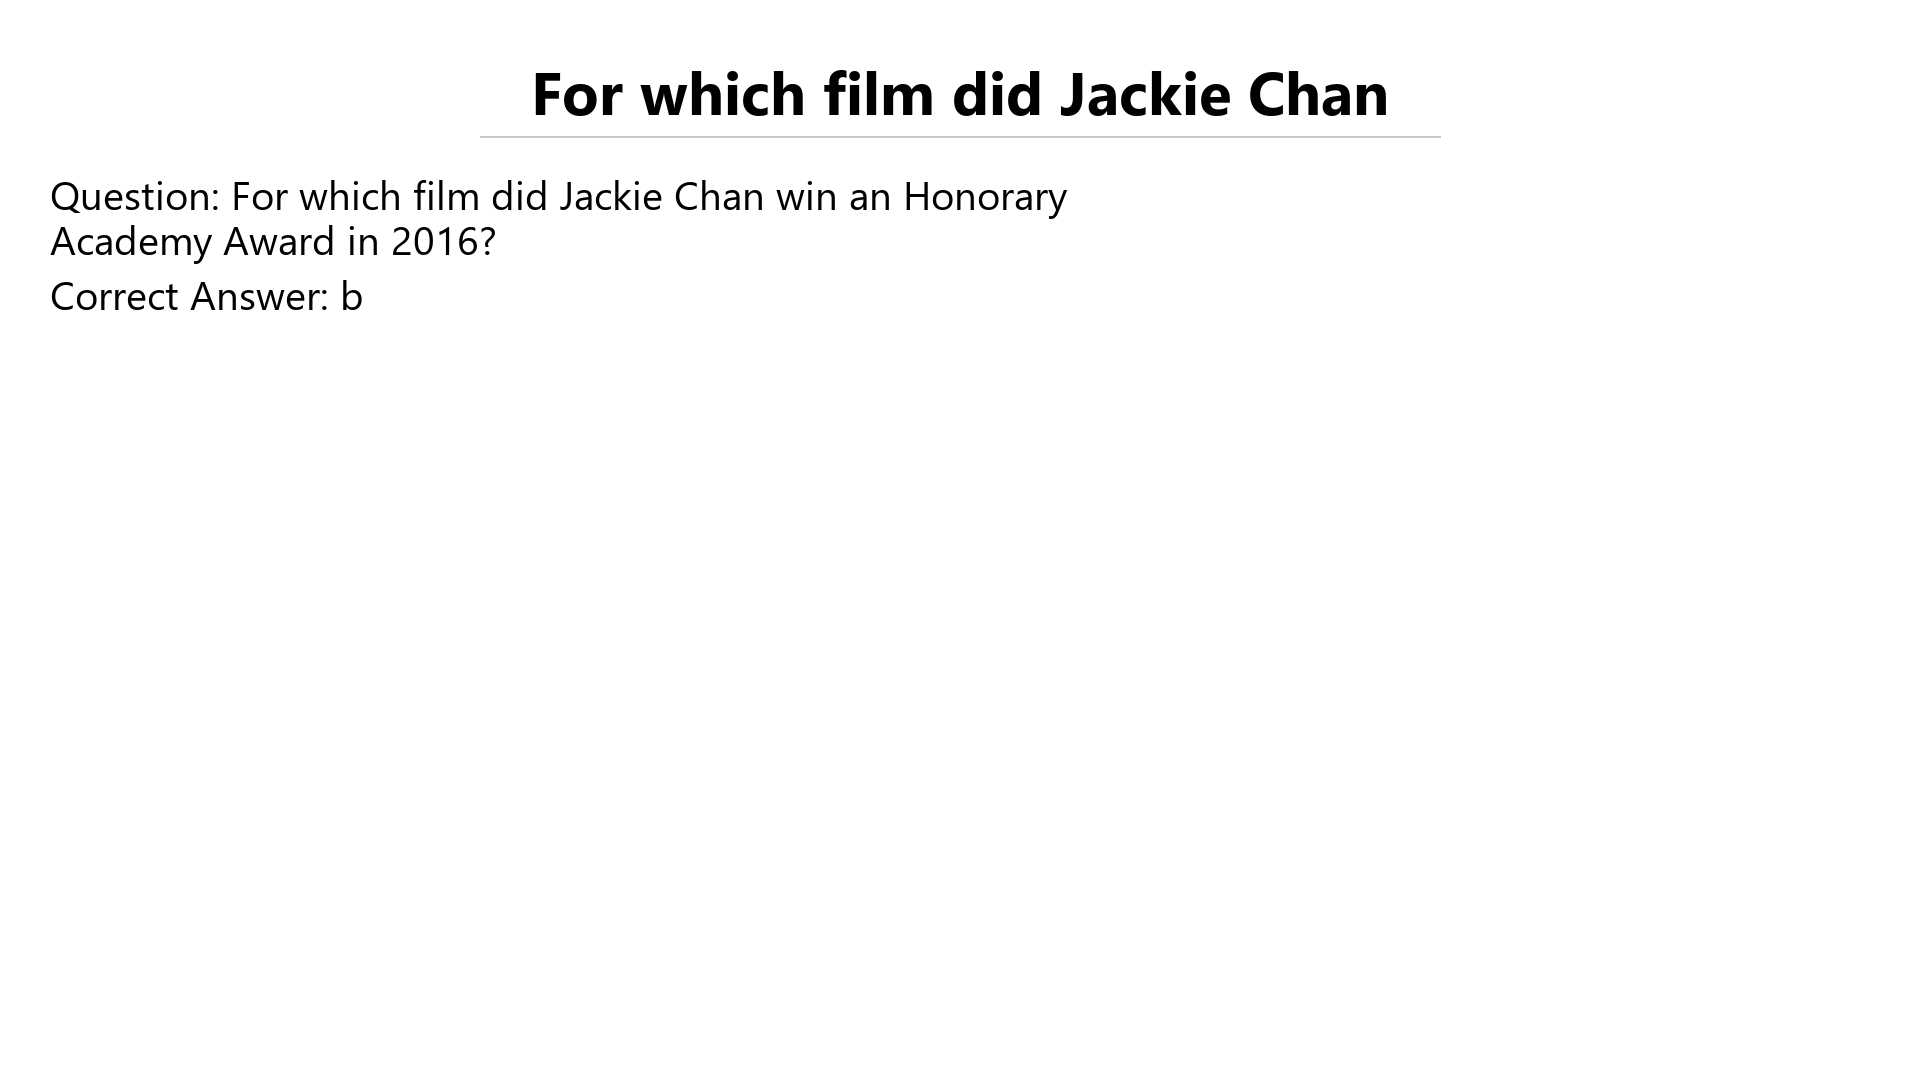 For which film did Jackie Chan
Question: For which film did Jackie Chan win an Honorary
Academy Award in 2016?
Correct Answer: b